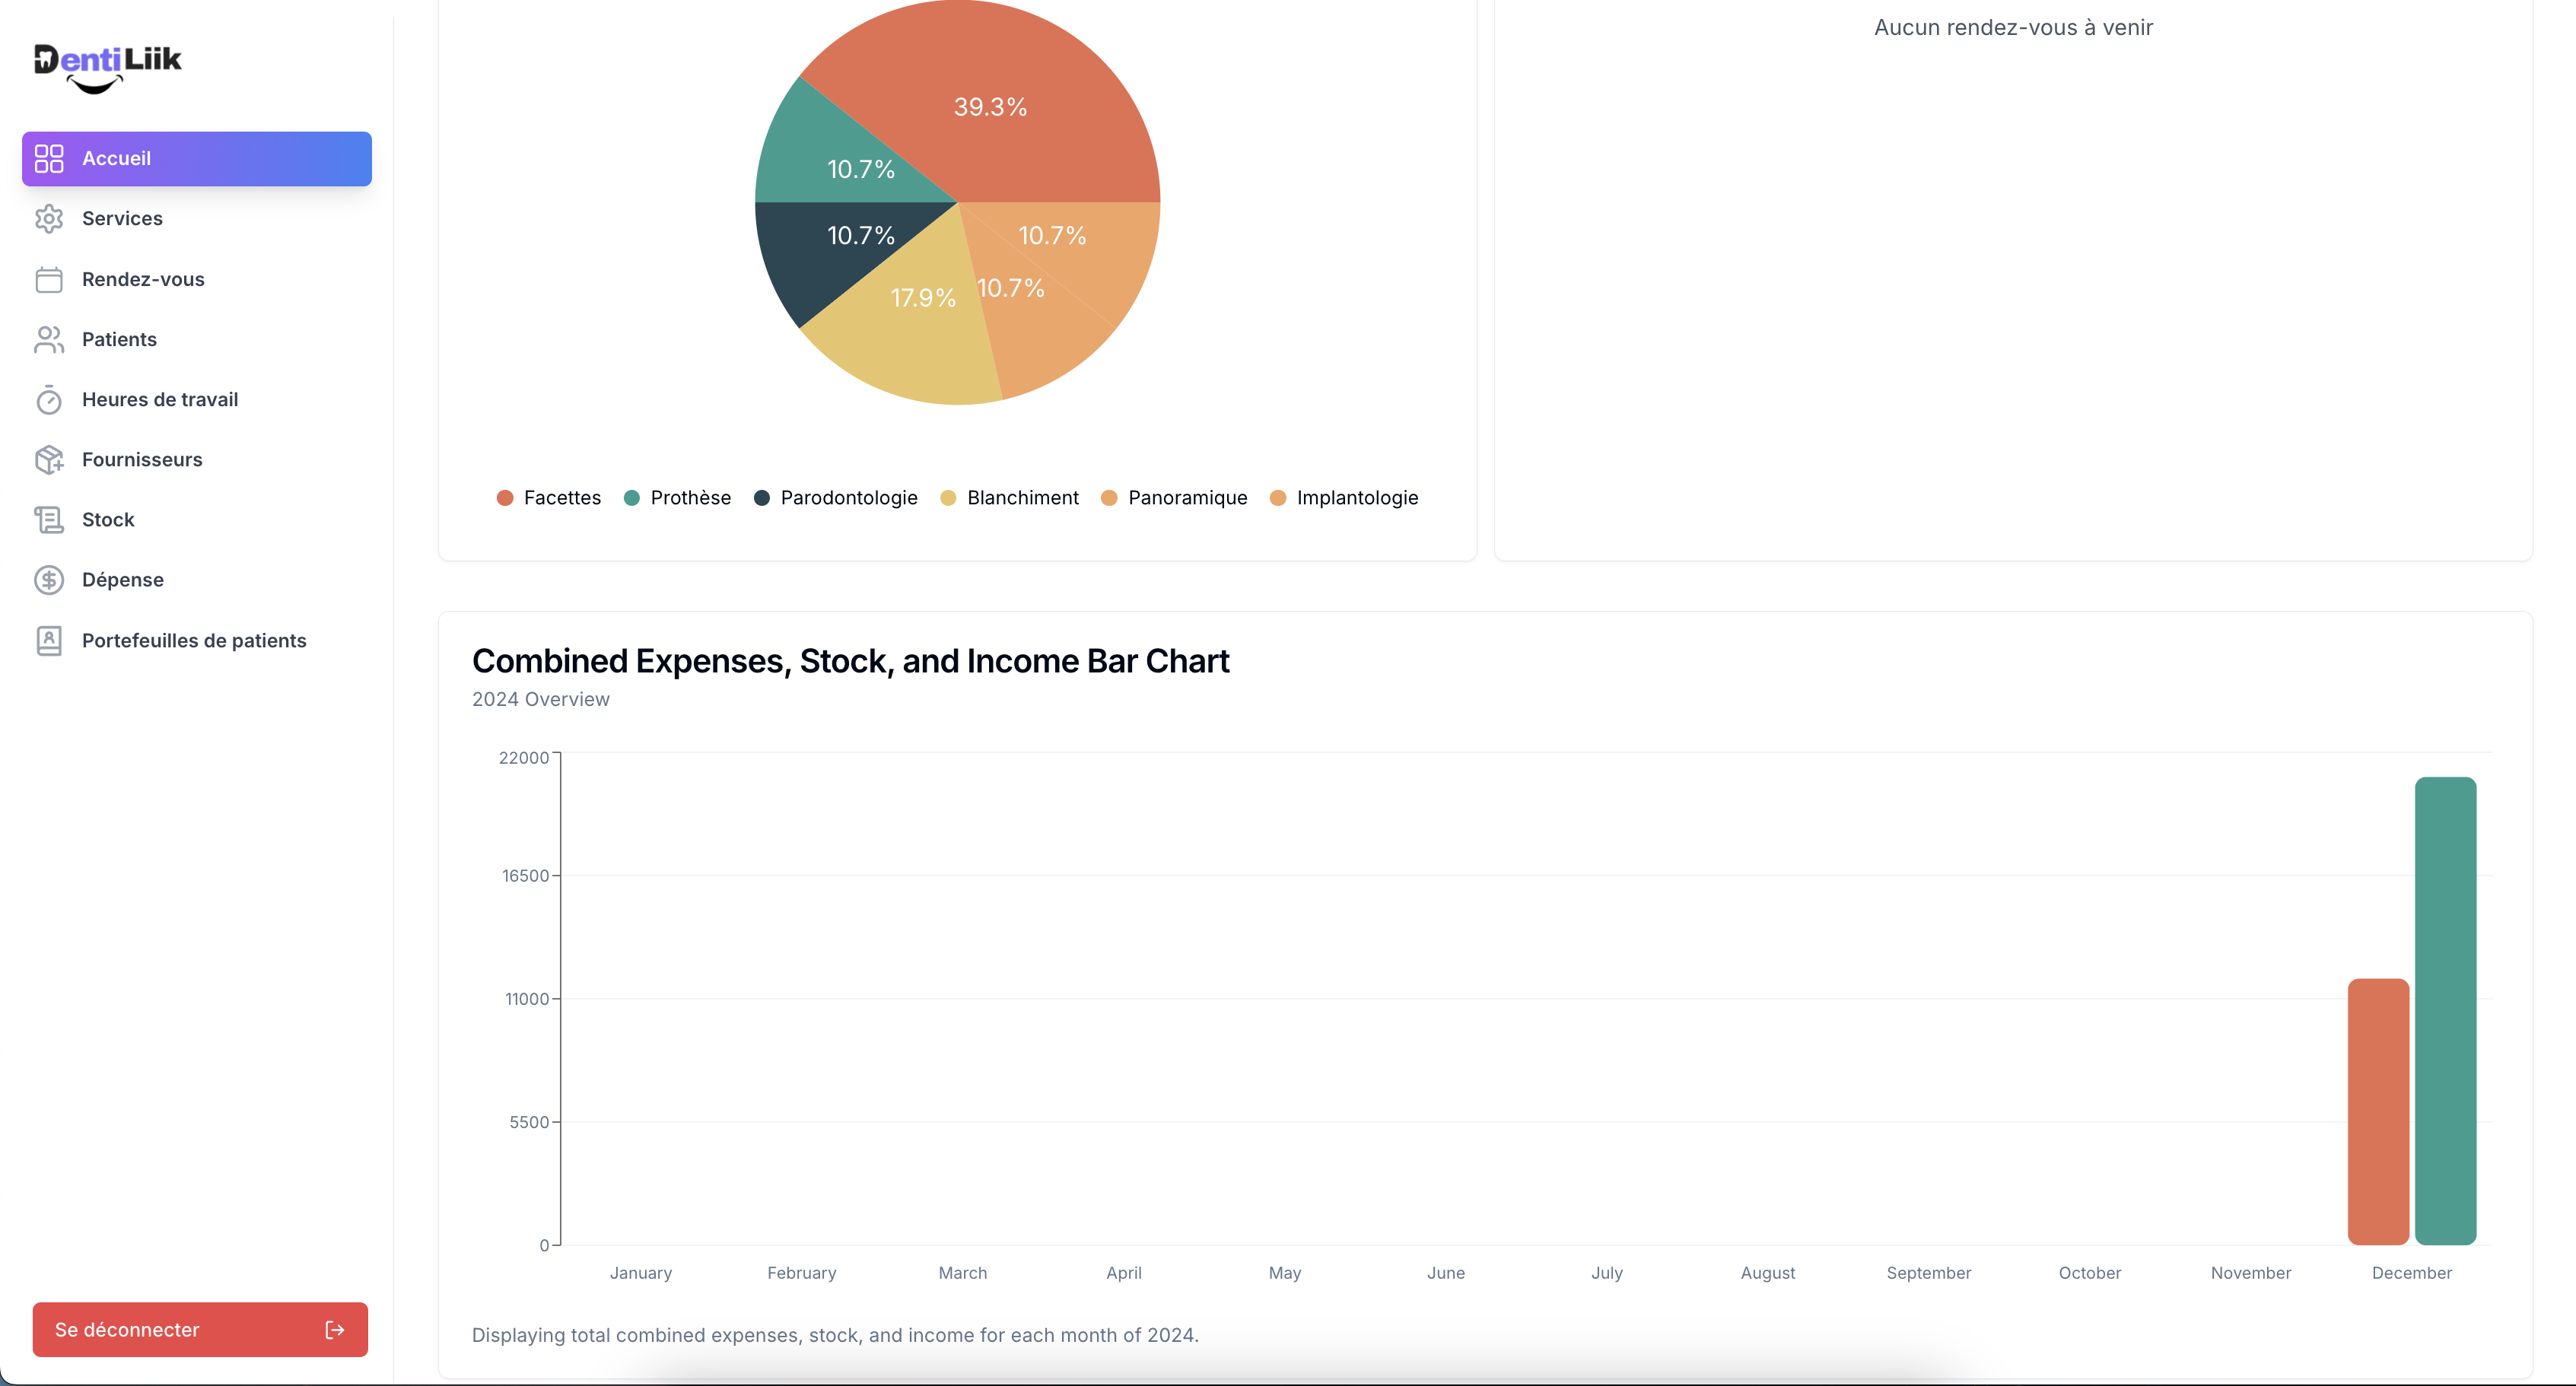 DentiLiik
Accueil
Services
Rendez-vous
Patients
Heures de travail
Fournisseurs
Stock
Dépense
Portefeuilles de patients
Se déconnecter
39.3%
10.7%
10.7%
10.7%
10.7%
17.9%
Facettes Prothèse Parodontologie Blanchiment Panoramique Implantologie
Aucun rendez-vous à venir
Combined Expenses, Stock, and Income Bar Chart
2024 Overview
22000
16500
11000
5500
0
January February March April May June July August September October November December
Displaying total combined expenses, stock, and income for each month of 2024.